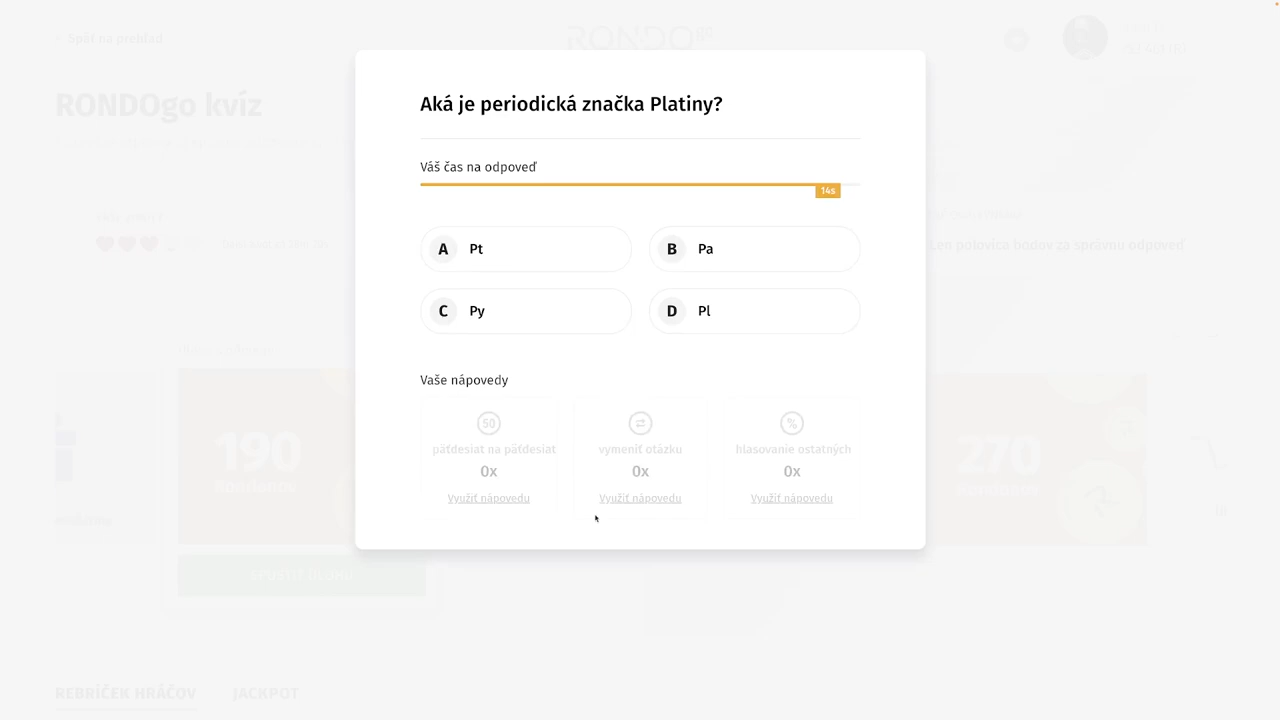 < Späť na prehľad
RONDOgo
RONDOgo kvíz
Aká je periodická značka Platiny?
Váš čas na odpoveď
14s
A Pt
B Pa
C Py
D Pl
Len polovica bodov za správnu odpoveď
Vaše nápovedy
50
päťdesiat na päťdesiat
0x
Využiť nápovedu
vymeniť otázku
0x
Využiť nápovedu
%
hlasovanie ostatných
0x
Využiť nápovedu
190
270
REBRÍČEK HRÁČOV
JACKPOT